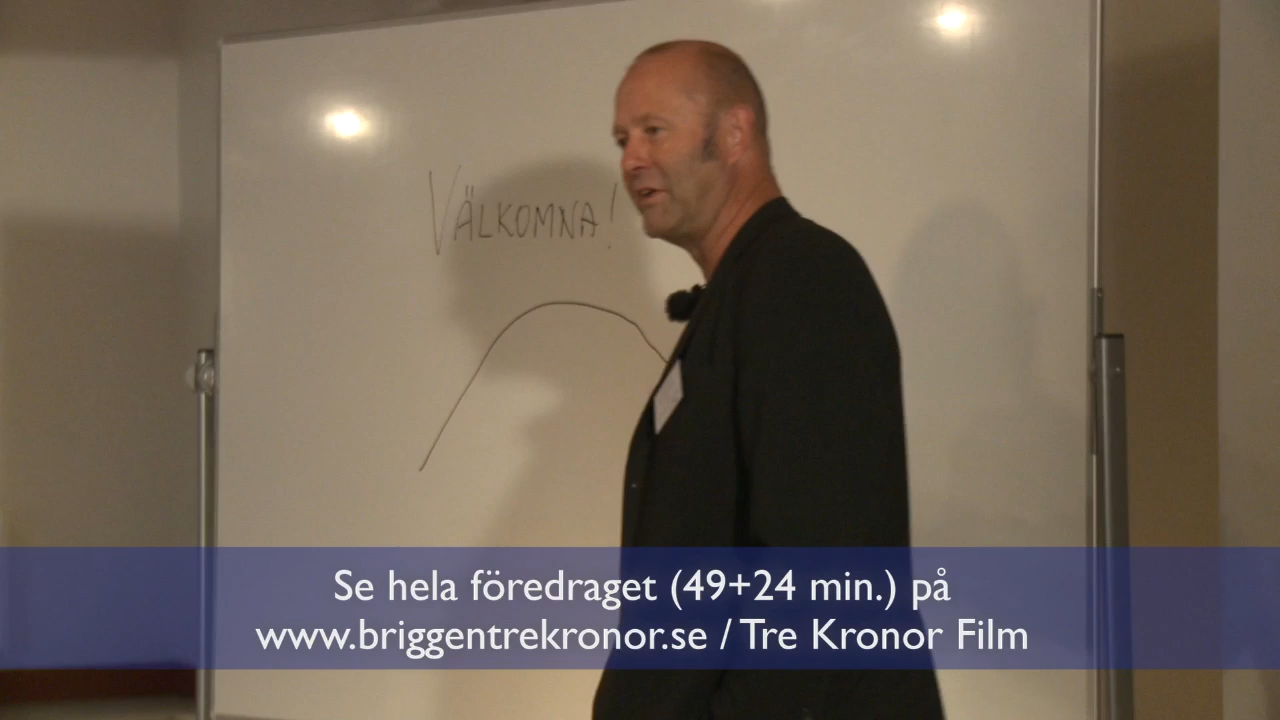 VÄLKOMNA!
Se hela föredraget (49+24 min.) på
www.briggentrekronor.se / Tre Kronor Film